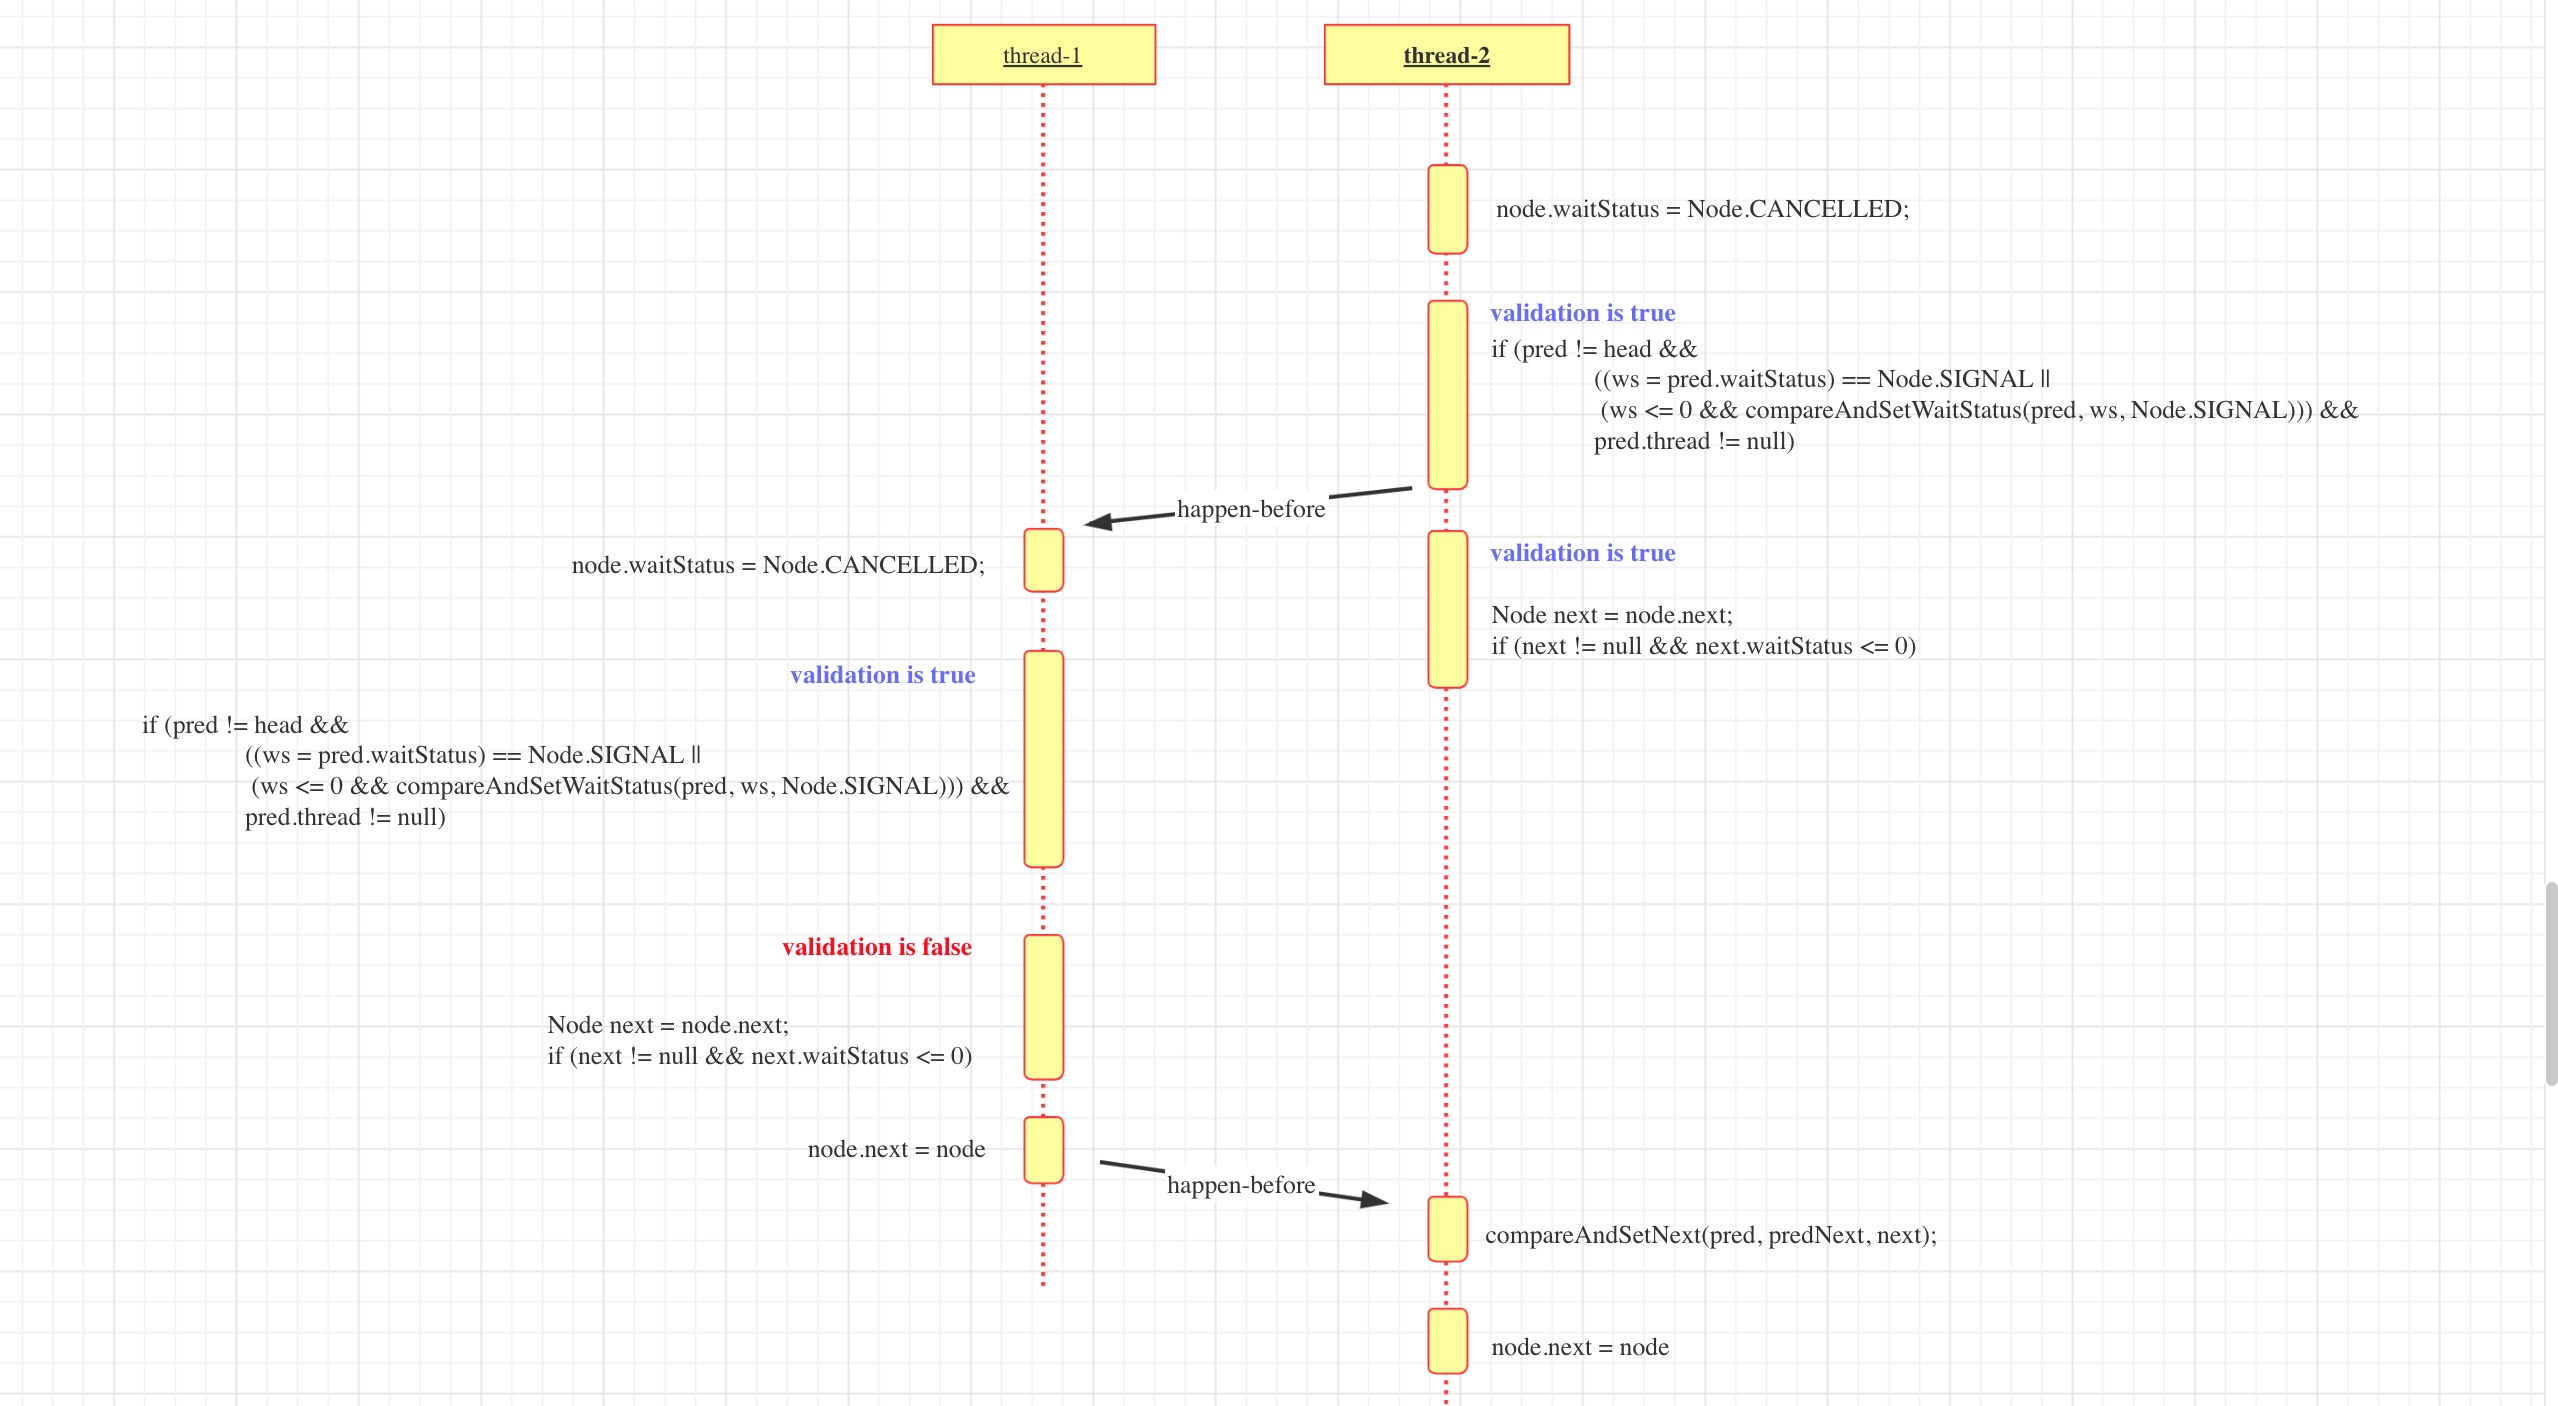 thread-1
thread-2
node.waitStatus = Node.CANCELLED;
validation is true
if (pred != head &&
((ws = pred.waitStatus) == Node.SIGNAL ||
(ws <= 0 && compareAndSetWaitStatus(pred, ws, Node.SIGNAL))) &&
pred.thread != null)
happen-before
node.waitStatus = Node.CANCELLED;
validation is true
Node next = node.next;
if (next != null && next.waitStatus <= 0)
validation is true
if (pred != head &&
((ws = pred.waitStatus) == Node.SIGNAL ||
(ws <= 0 && compareAndSetWaitStatus(pred, ws, Node.SIGNAL))) &&
pred.thread != null)
validation is false
Node next = node.next;
if (next != null && next.waitStatus <= 0)
node.next = node
happen-before
compareAndSetNext(pred, predNext, next);
node.next = node